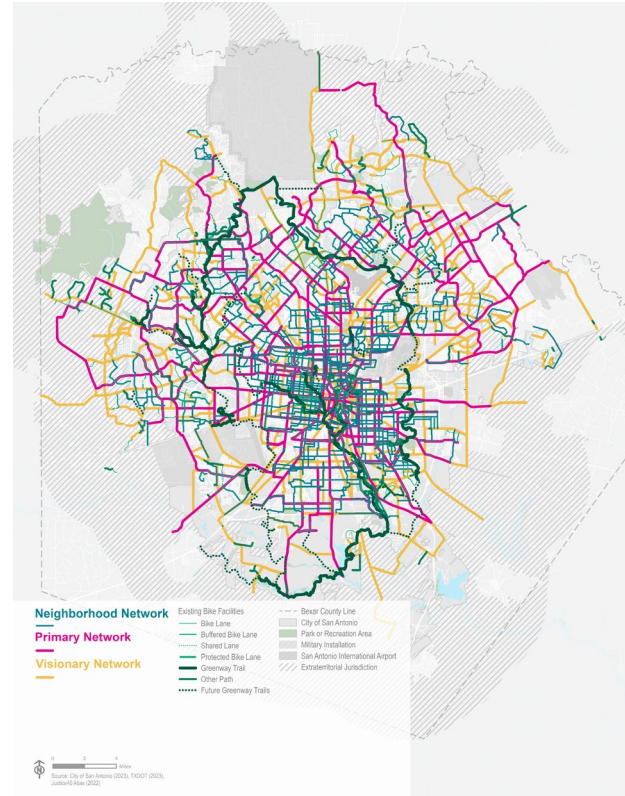 Neighborhood Network
Primary Network
Visionary Network
Existing Bike Facilities
Bike Lane
Buffered Bike Lane
Shared Lane
Protected Bike Lane
Greenway Trail
Other Path
Future Greenway Trails
Bexar County Line
City of San Antonio
Park or Recreation Area
Military Installation
San Antonio International Airport
Extraterritorial Jurisdiction
N
0
4
Miles
Source: City of San Antonio (2023), TXDOT (2023),
Justice40 Atlas (2022)